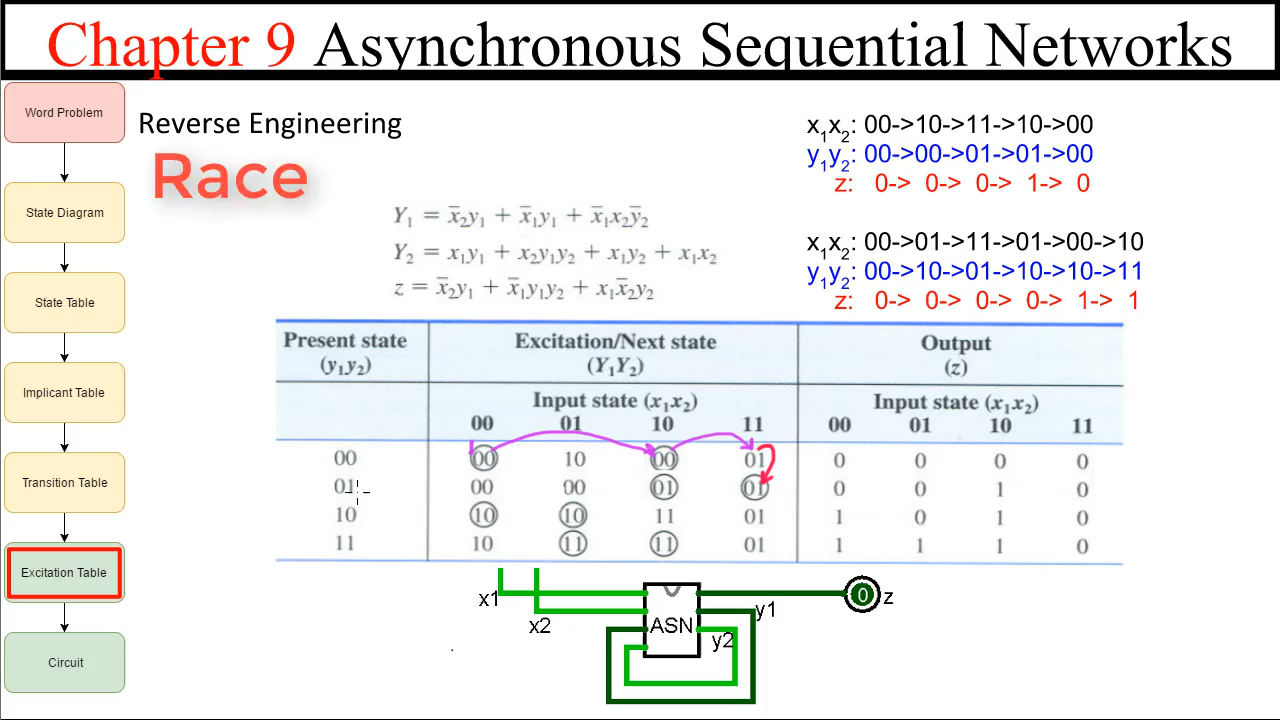 Chapter 9 Asynchronous Sequential Networks
Word Problem
State Diagram
State Table
Implicant Table
Transition Table
Excitation Table
Circuit
Reverse Engineering
Race
x₁x₂: 00->10->11->10->00
y₁y₂: 00->00->01->01->00
z: 0-> 0-> 0-> 1-> 0
x₁x₂: 00->01->11->01->00->10
y₁y₂: 00->10->01->10->10->11
z: 0-> 0-> 0-> 0-> 1-> 1
Y₁ = x̄₂y₁ + x̄₁y₁ + x̄₁x₂ȳ₂
Y₂ = x₁y₁ + x₂y₁y₂ + x₁y₂ + x₁x₂
z = x̄₂y₁ + x̄₁y₁y₂ + x₁x̄₂y₂
Present state Excitation/Next state Output
(y₁y₂) (Y₁Y₂) (z)
Input state (x₁x₂) Input state (x₁x₂)
00 01 10 11 00 01 10 11
00 00 10 00 01 0 0 0 0
01 00 00 01 01 0 0 1 0
10 10 10 11 01 1 0 1 0
11 10 11 11 01 1 1 1 0
x1
x2
ASN
y1
y2
0 z